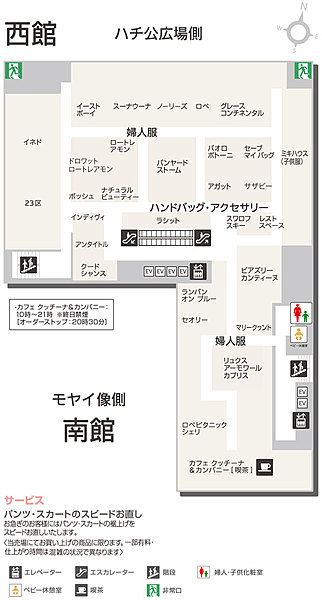 西館
ハチ公広場側
N
S
イースト
ボーイ
スーナウーナ
ノーリーズ
ロペ
グレース
コンチネンタル
婦人服
イネド
ロートレ
アモン
ドロワット
ロートレアモン
バンヤード
ストーム
パオロ
ボトーニ
セーブ
マイ バッグ
ミキハウス
(子供服)
23区
ボッシュ
ナチュラル
ビューティー
アガット
サザビー
ハンドバッグ・アクセサリー
インディヴィ
ラシット
スワロフ
スキー
レスト
スペース
アンタイトル
クード
シャンス
EV
EV
EV
EV
ピアズリー
カンティーヌ
-カフェ クッチーナ&カンパニー:
10時〜21時 ※終日禁煙
[オーダーストップ:20時30分]
ランバン
オン ブルー
セオリー
マリークヮント
ベビー休憩室
婦人服
モヤイ像側
南館
リュクス
アーモワール
カプリス
EV
EV
ロペピクニック
シェリ
カフェ クッチーナ
&カンパニー [喫茶]
サービス
パンツ・スカートのスピードお直し
お急ぎのお客様にはパンツ・スカートの裾上げを
スピードお直しいたします。
〈当売場にてお買い上げの商品に限ります。一部有料・
仕上がり時間は混雑の状況で異なります〉
エレベーター
エスカレーター
階段
婦人・子供化粧室
ベビー休憩室
喫茶
非常口